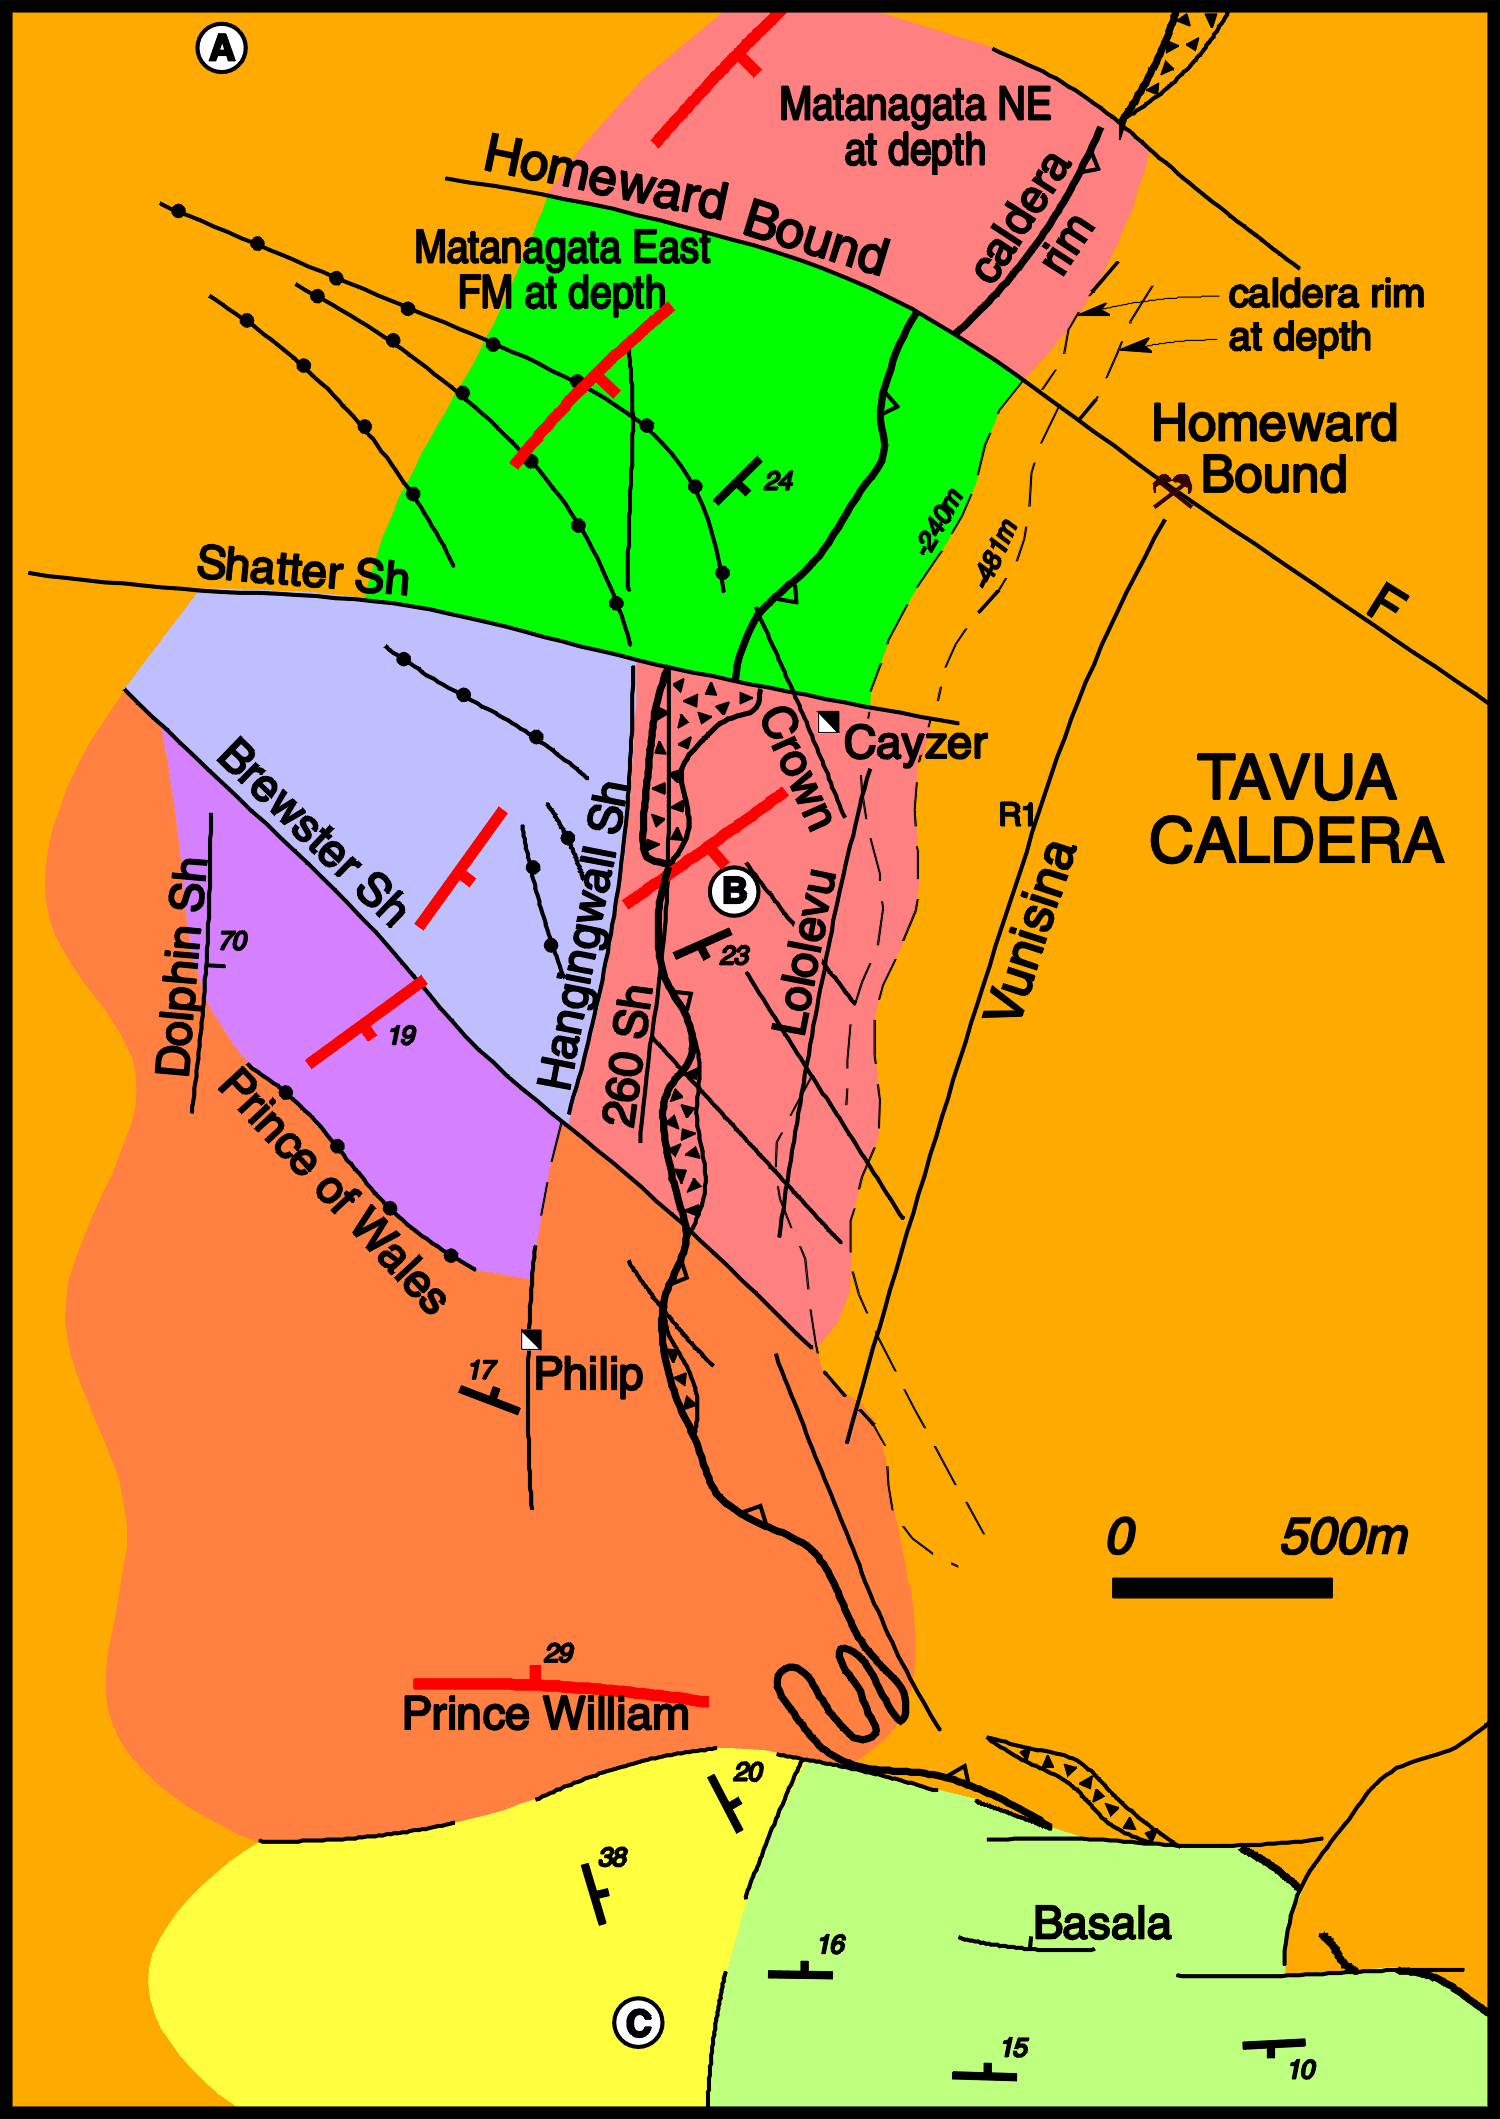 A
Matanagata NE
at depth
Homeward Bound
caldera
rim
Matanagata East
FM at depth
caldera rim
at depth
Homeward
Bound
24
-240m
-481m
Shatter Sh
F
Crown
Cayzer
TAVUA
CALDERA
Brewster Sh
Hangingwall Sh
R1
Vunisina
Dolphin Sh
70
B
23
Lololevu
260 Sh
19
Prince of Wales
17
Philip
0 500m
29
Prince William
20
38
16
Basala
C
15
10